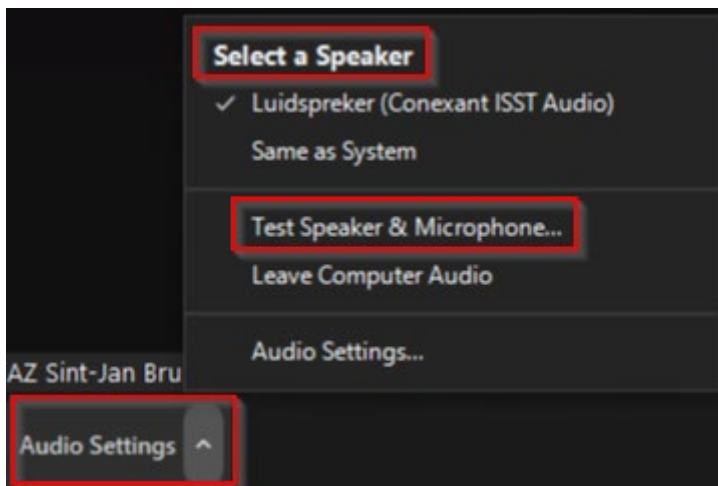 Select a Speaker
✓ Luidspreker (Conexant ISST Audio)
Same as System
Test Speaker & Microphone...
Leave Computer Audio
Audio Settings...
AZ Sint-Jan Bru
Audio Settings ^